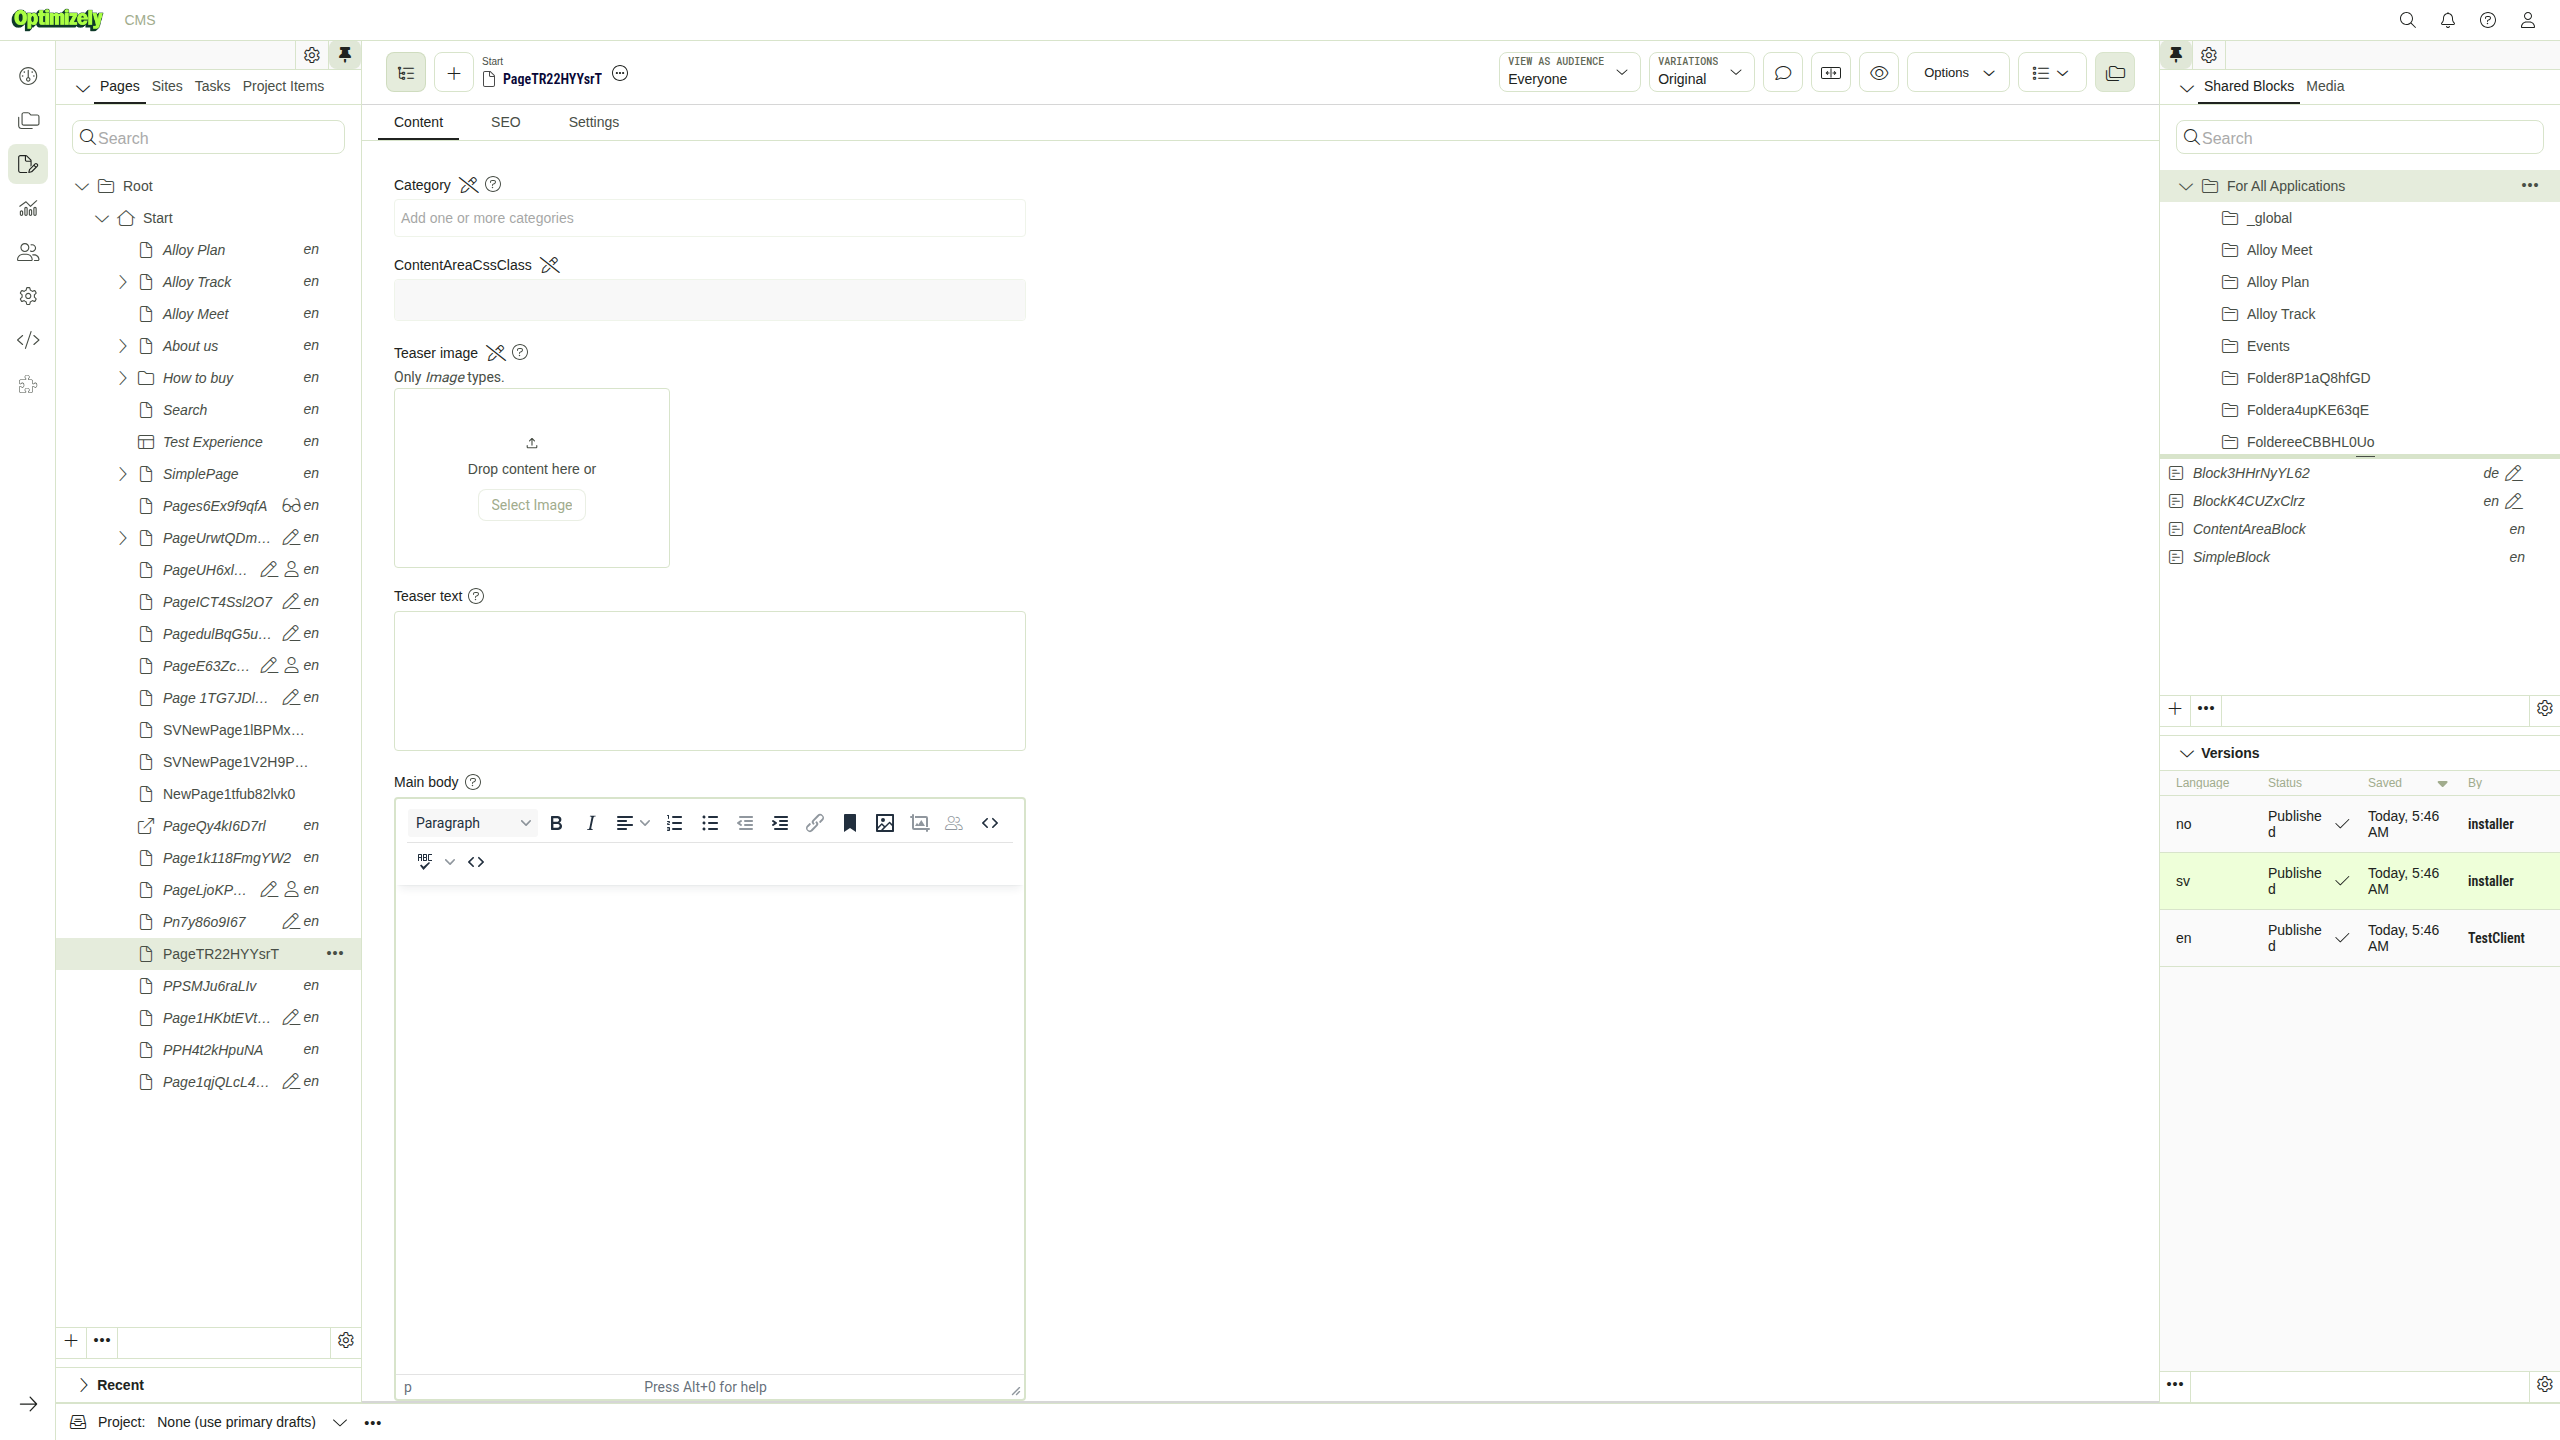 Optimizely CMS
Pages Sites Tasks Project Items
Search
Root
Start
Alloy Plan en
Alloy Track en
Alloy Meet en
About us en
How to buy en
Search en
Test Experience en
SimplePage en
Pages6Ex9f9qfA en
PageUrwtQDm… en
PageUH6xl… en
PageICT4Ssl2O7 en
PagedulBqG5u… en
PageE63Zc… en
Page 1TG7JDl… en
SVNewPage1lBPMx…
SVNewPage1V2H9P…
NewPage1tfub82lvk0
PageQy4kI6D7rl en
Page1k118FmgYW2 en
PageLjoKP… en
Pn7y86o9I67 en
PageTR22HYYsrT
PPSMJu6raLIv en
Page1HKbtEVt… en
PPH4t2kHpuNA en
Page1qjQLcL4… en
Recent
Project: None (use primary drafts)
Start
PageTR22HYYsrT
VIEW AS AUDIENCE
Everyone
VARIATIONS
Original
Options
Content SEO Settings
Category
Add one or more categories
ContentAreaCssClass
Teaser image
Only Image types.
Drop content here or
Select Image
Teaser text
Main body
Paragraph
ABC
p Press Alt+0 for help
Shared Blocks Media
Search
For All Applications
_global
Alloy Meet
Alloy Plan
Alloy Track
Events
Folder8P1aQ8hfGD
Foldera4upKE63qE
FoldereeCBBHL0Uo
Block3HHrNyYL62 de
BlockK4CUZxClrz en
ContentAreaBlock en
SimpleBlock en
Versions
Language Status Saved By
no Published Today, 5:46 AM installer
sv Published Today, 5:46 AM installer
en Published Today, 5:46 AM TestClient